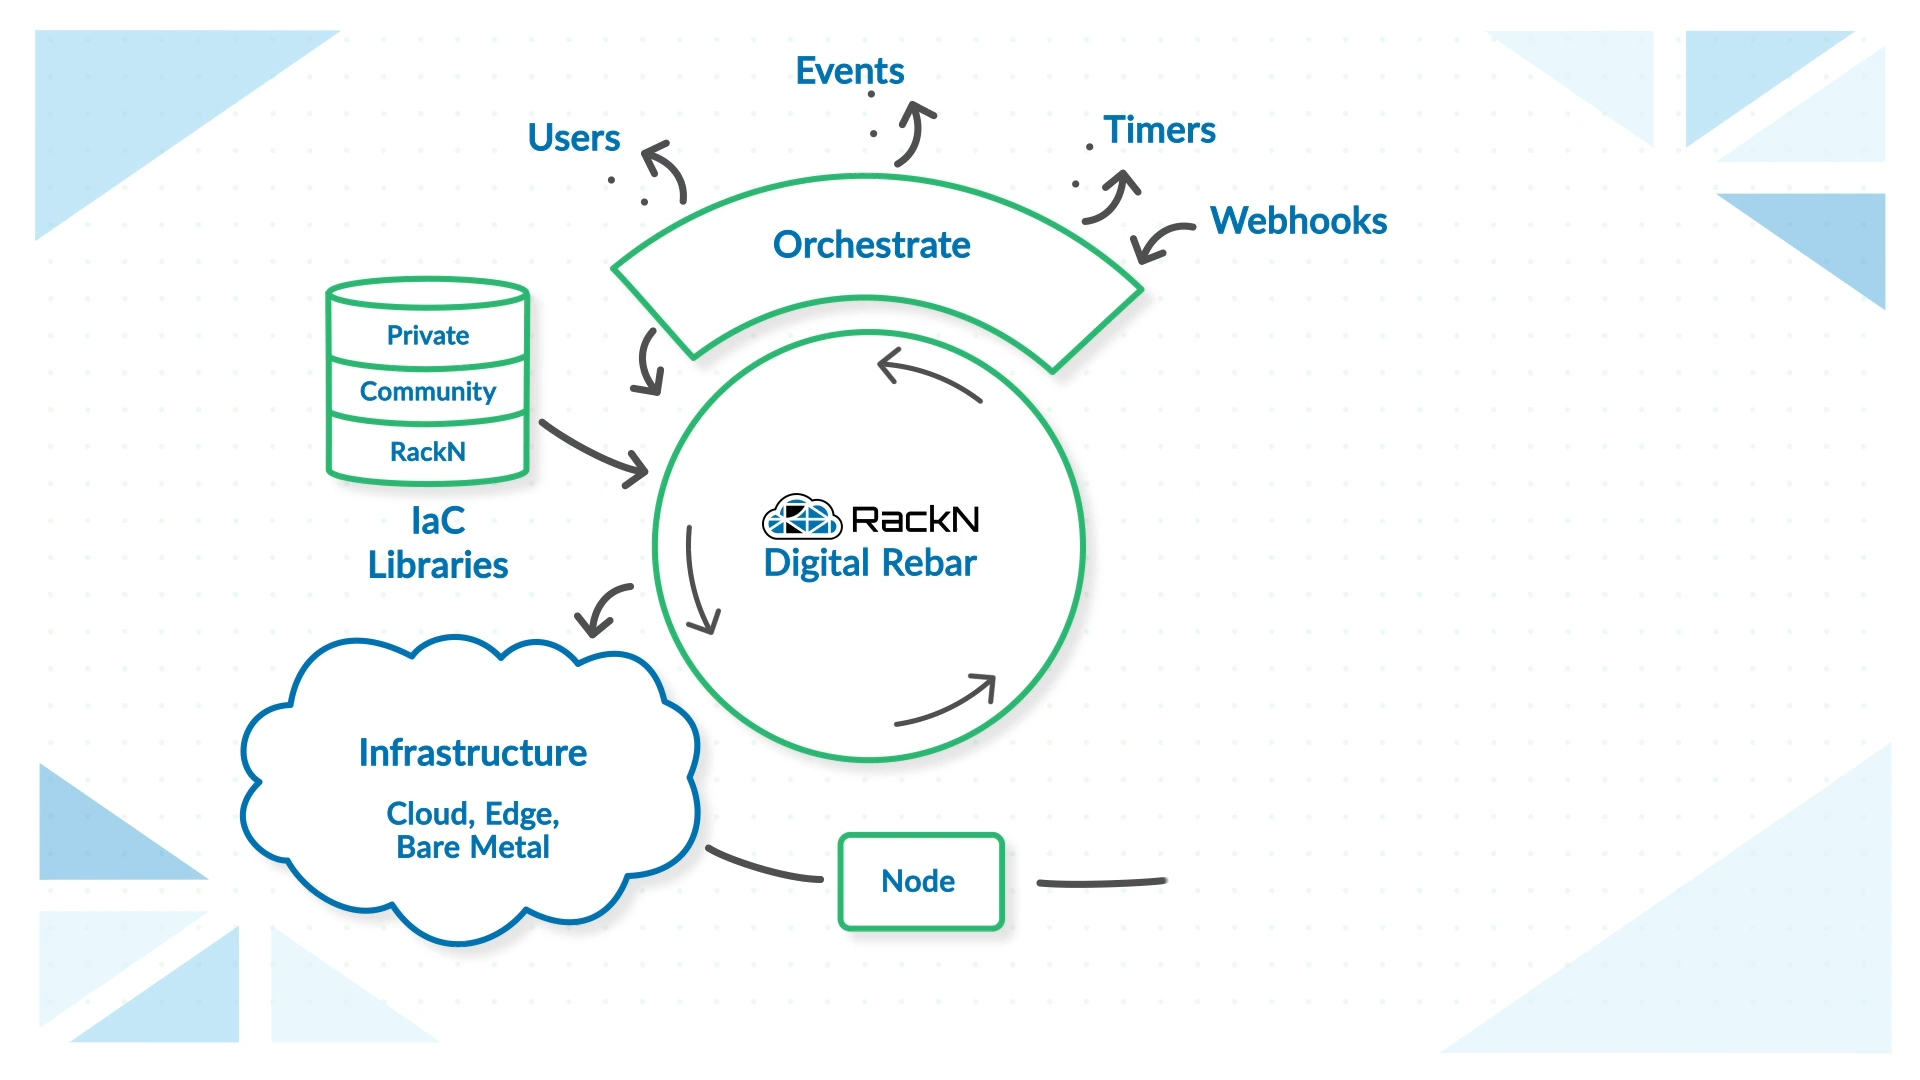 Events
Users
Timers
Webhooks
Orchestrate
Private
Community
RackN
IaC
Libraries
RackN
Digital Rebar
Infrastructure
Cloud, Edge,
Bare Metal
Node